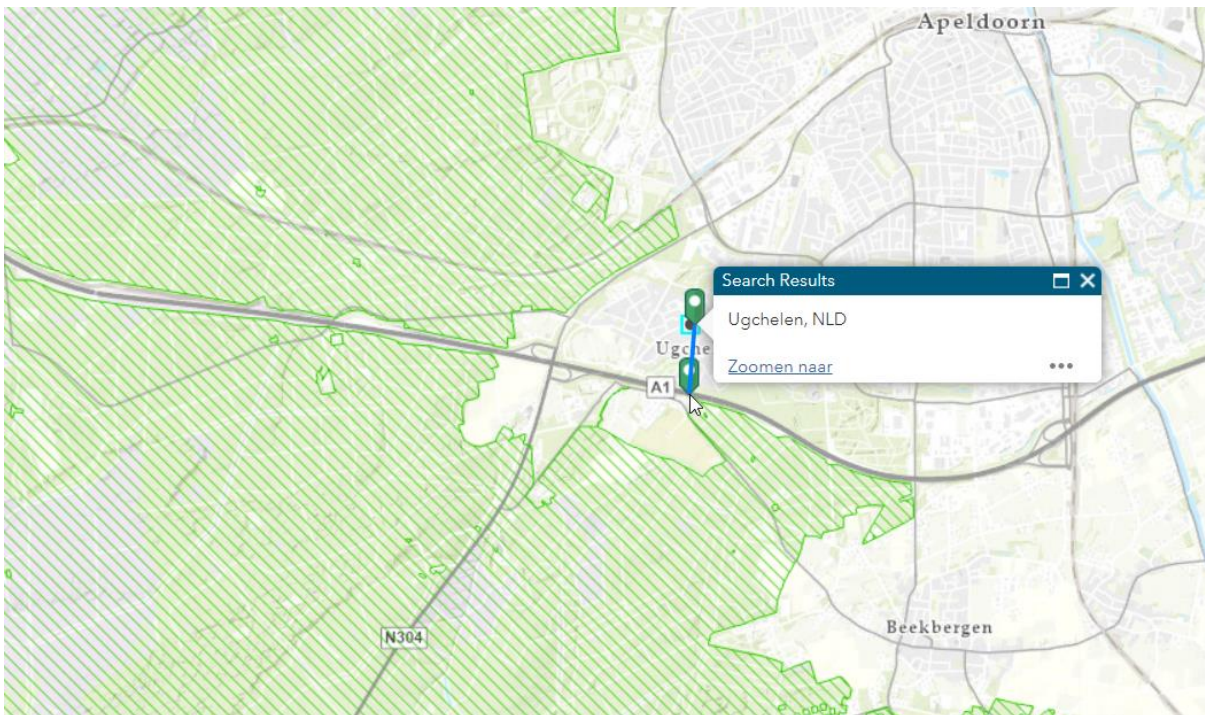 Apeldoorn
Search Results
Ugchelen, NLD
Ugche
Zoomen naar
A1
Beekbergen
N304